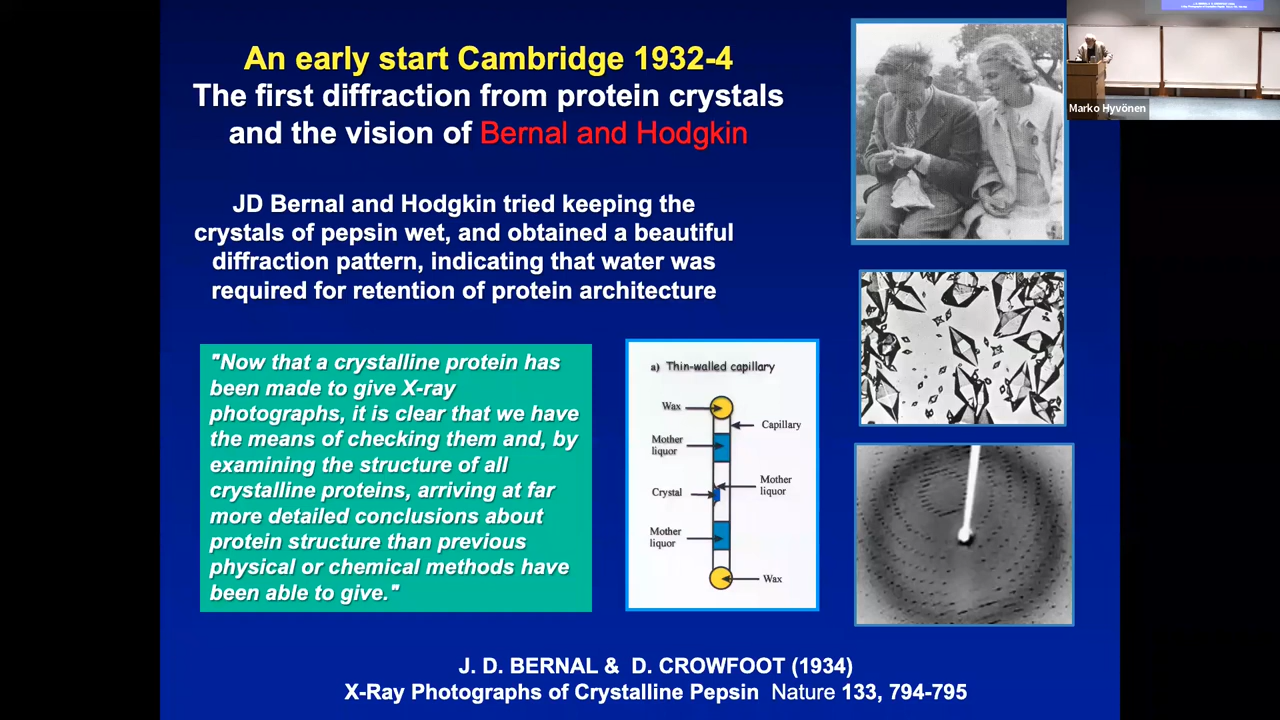 An early start Cambridge 1932-4
The first diffraction from protein crystals
and the vision of Bernal and Hodgkin
JD Bernal and Hodgkin tried keeping the
crystals of pepsin wet, and obtained a beautiful
diffraction pattern, indicating that water was
required for retention of protein architecture
"Now that a crystalline protein has
been made to give X-ray
photographs, it is clear that we have
the means of checking them and, by
examining the structure of all
crystalline proteins, arriving at far
more detailed conclusions about
protein structure than previous
physical or chemical methods have
been able to give."
a) Thin-walled capillary
Wax
Capillary
Mother
liquor
Crystal
Mother
liquor
Mother
liquor
Wax
J. D. BERNAL & D. CROWFOOT (1934)
X-Ray Photographs of Crystalline Pepsin Nature 133, 794-795
Marko Hyvönen